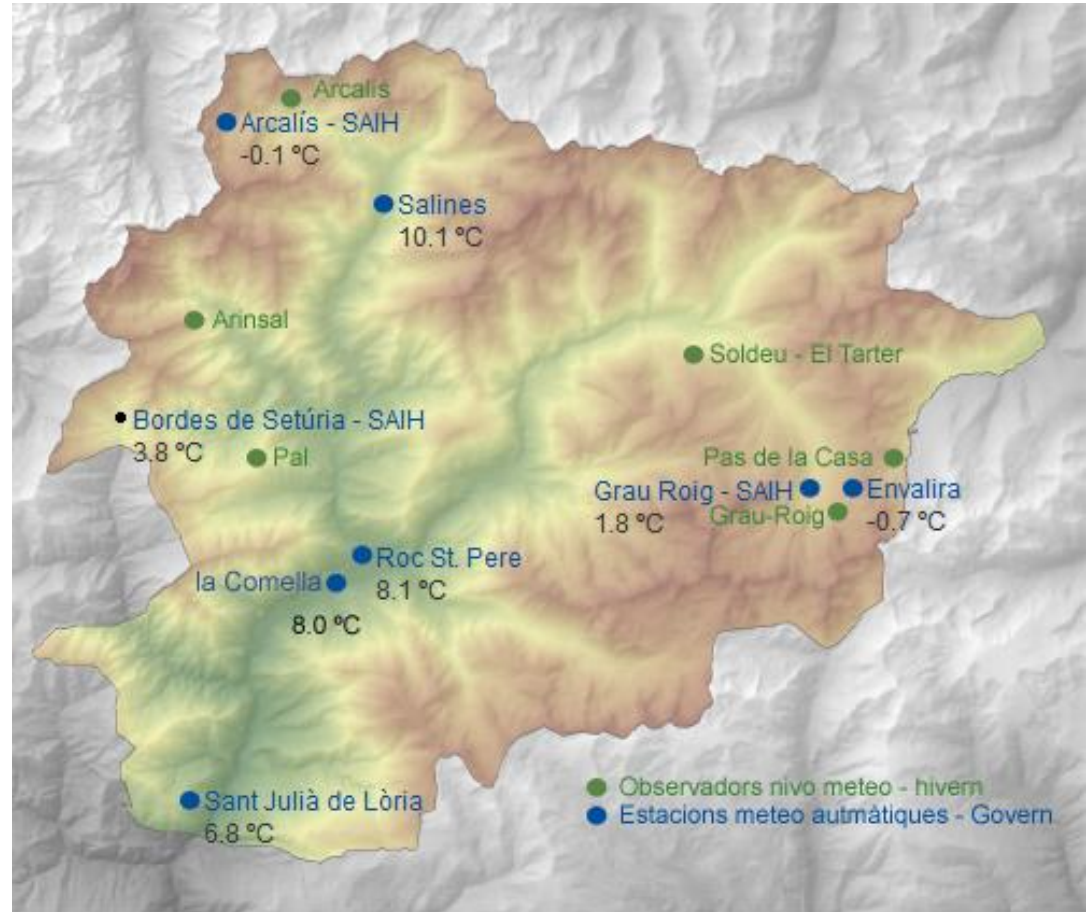 Arcalis
Arcalís - SAIH
-0.1 ºC
Salines
10.1 ºC
Arinsal
Soldeu - El Tarter
Bordes de Setúria - SAIH
3.8 ºC
Pal
Pas de la Casa
Grau Roig - SAIH
1.8 ºC
Envalira
-0.7 ºC
Grau-Roig
Roc St. Pere
8.1 ºC
la Comella
8.0 ºC
Sant Julià de Lòria
6.8 ºC
Observadors nivo meteo - hivern
Estacions meteo autmàtiques - Govern